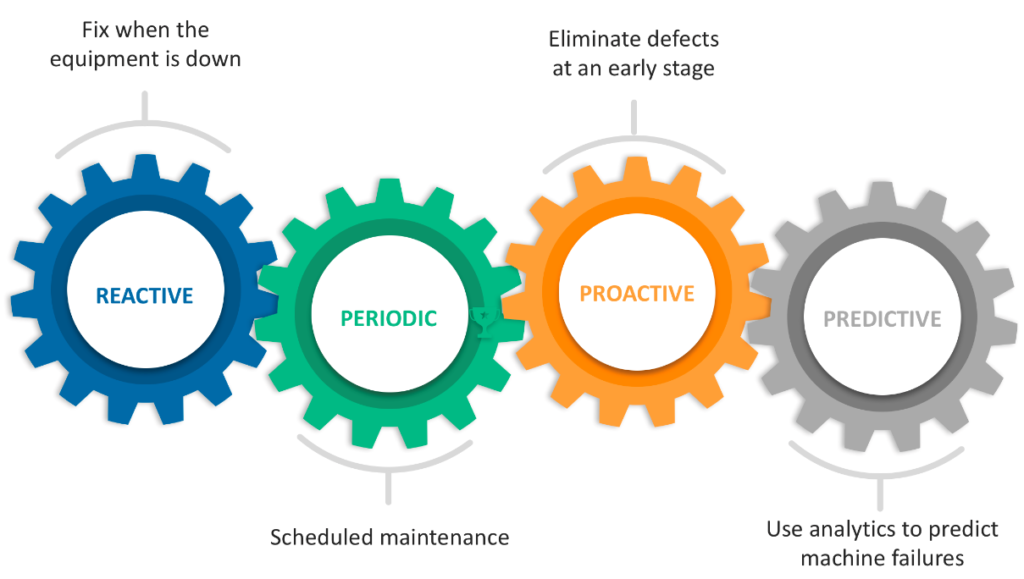 Fix when the
equipment is down
Eliminate defects
at an early stage
REACTIVE
PERIODIC
PROACTIVE
PREDICTIVE
Scheduled maintenance
Use analytics to predict
machine failures